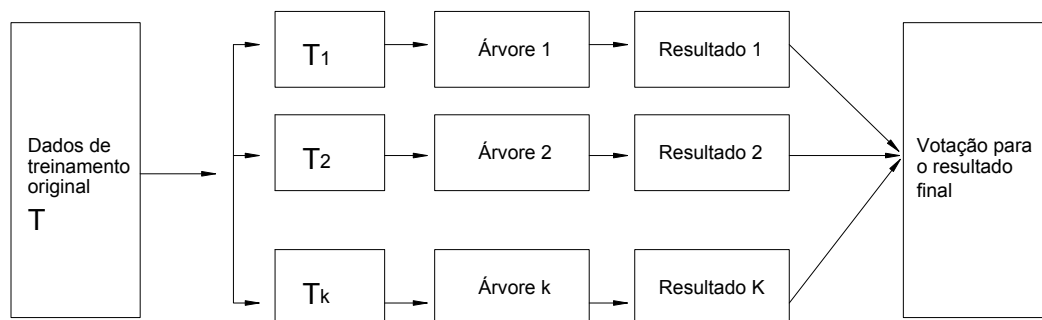 Dados de
treinamento
original
T
T1
Árvore 1
Resultado 1
T2
Árvore 2
Resultado 2
Tk
Árvore k
Resultado K
Votação para
o resultado
final